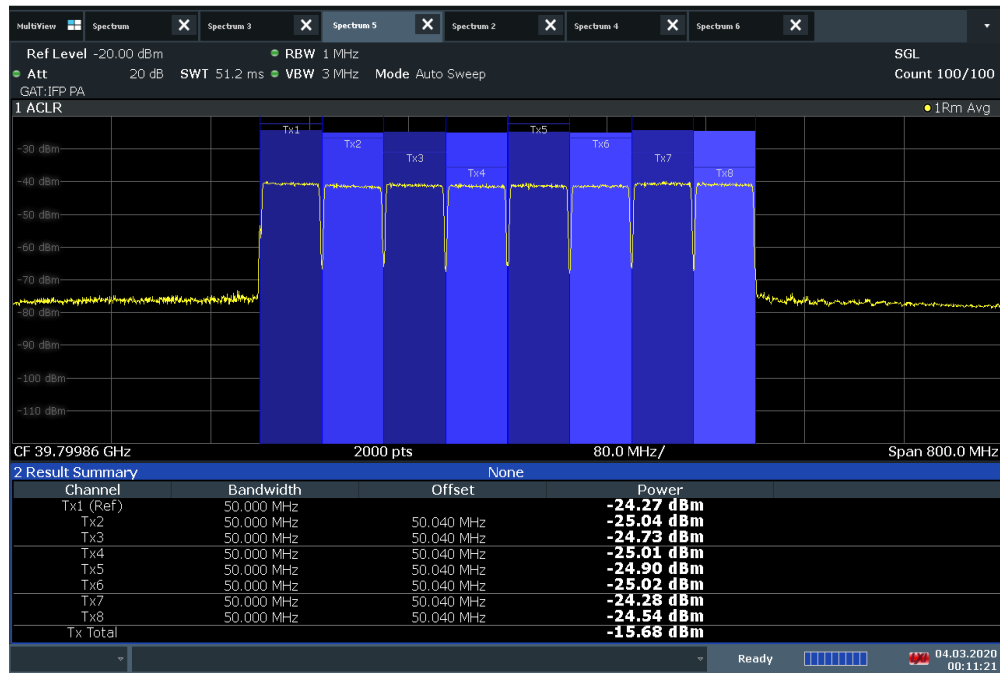 MultiView Spectrum X Spectrum 3 X Spectrum 5 X Spectrum 2 X Spectrum 4 X Spectrum 6 X
Ref Level -20.00 dBm RBW 1 MHz SGL
Att 20 dB SWT 51.2 ms VBW 3 MHz Mode Auto Sweep Count 100/100
GAT:IFP PA
1 ACLR 1Rm Avg
Tx1 Tx5
Tx2 Tx6
-30 dBm
Tx3 Tx7
Tx4 Tx8
-40 dBm
-50 dBm
-60 dBm
-70 dBm
-80 dBm
-90 dBm
-100 dBm
-110 dBm
CF 39.79986 GHz 2000 pts 80.0 MHz/ Span 800.0 MHz
2 Result Summary None
Channel Bandwidth Offset Power
Tx1 (Ref) 50.000 MHz -24.27 dBm
Tx2 50.000 MHz 50.040 MHz -25.04 dBm
Tx3 50.000 MHz 50.040 MHz -24.73 dBm
Tx4 50.000 MHz 50.040 MHz -25.01 dBm
Tx5 50.000 MHz 50.040 MHz -24.90 dBm
Tx6 50.000 MHz 50.040 MHz -25.02 dBm
Tx7 50.000 MHz 50.040 MHz -24.28 dBm
Tx8 50.000 MHz 50.040 MHz -24.54 dBm
Tx Total -15.68 dBm
Ready 04.03.2020
00:11:21